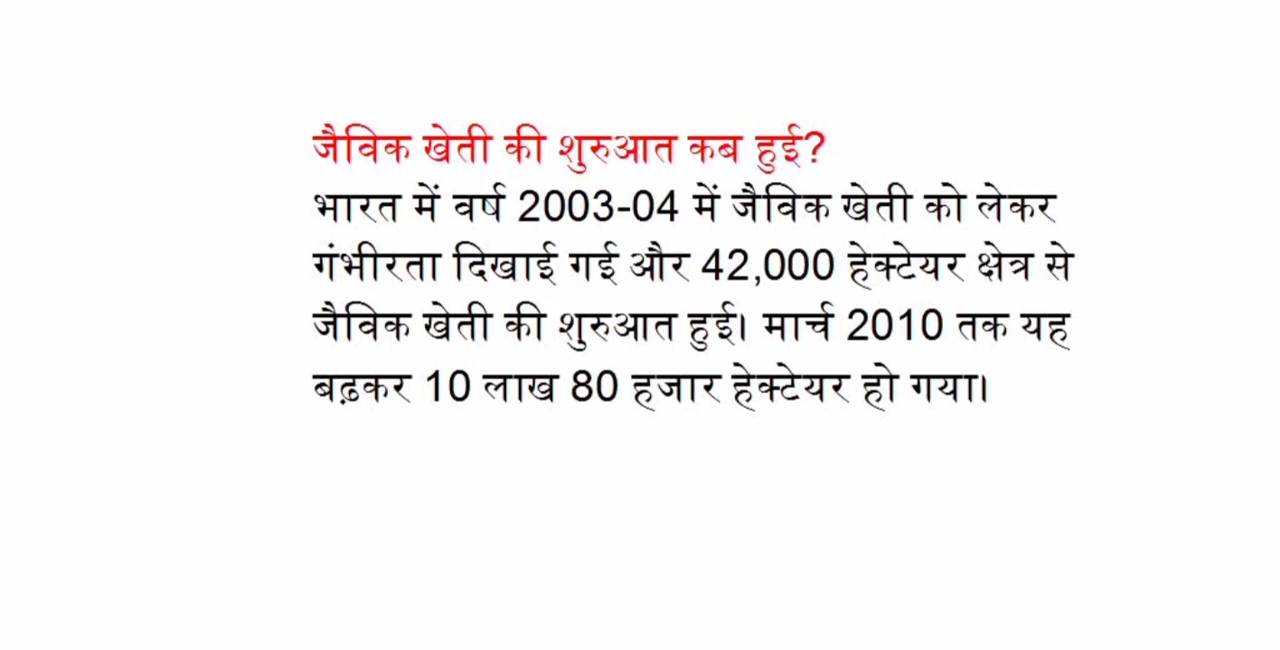 जैविक खेती की शुरुआत कब हुई?
भारत में वर्ष 2003-04 में जैविक खेती को लेकर
गंभीरता दिखाई गई और 42,000 हेक्टेयर क्षेत्र से
जैविक खेती की शुरुआत हुई। मार्च 2010 तक यह
बढ़कर 10 लाख 80 हजार हेक्टेयर हो गया।